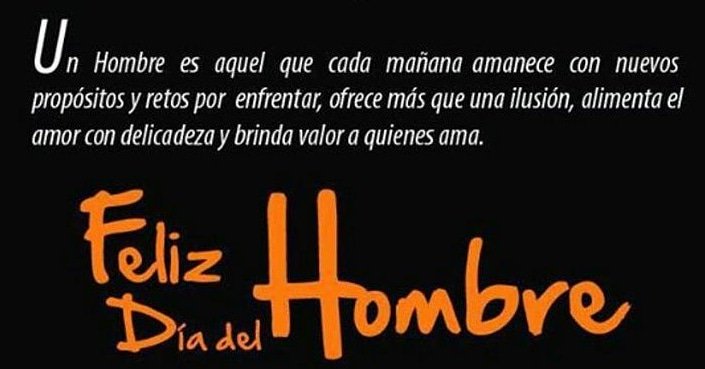 Un Hombre es aquel que cada mañana amanece con nuevos
propósitos y retos por enfrentar, ofrece más que una ilusión, alimenta el
amor con delicadeza y brinda valor a quienes ama.
Feliz
Día del Hombre